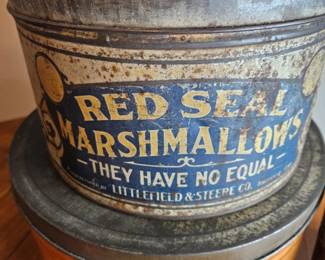 RED SEAL
MARSHMALLOWS
THEY HAVE NO EQUAL
LITTLEFIELD & STEERE CO.